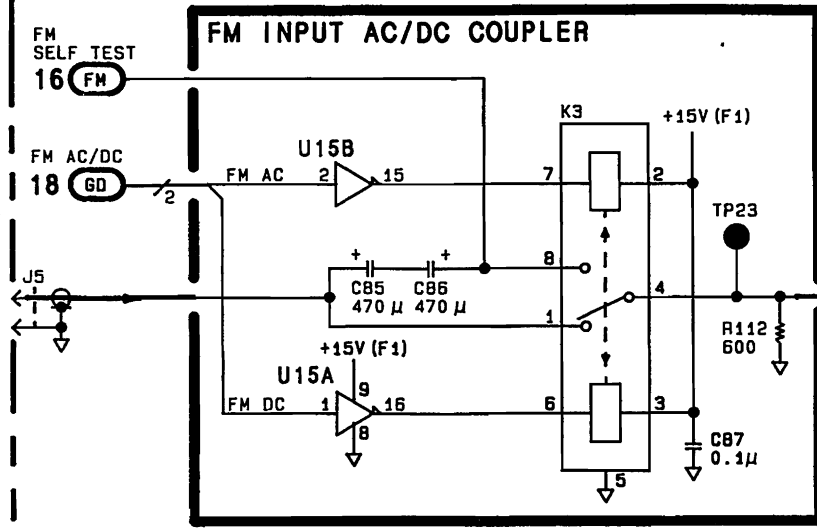 FM INPUT AC/DC COUPLER
FM
SELF TEST
16 FM
K3
+15V (F1)
U15B
FM AC/DC
18 GD
2
FM AC
2
15
7
2
TP23
+
+
8
C85
470 μ
C86
470 μ
4
J5
1
R112
600
+15V (F1)
U15A
9
FM DC
1
16
6
3
8
C87
0.1μ
5